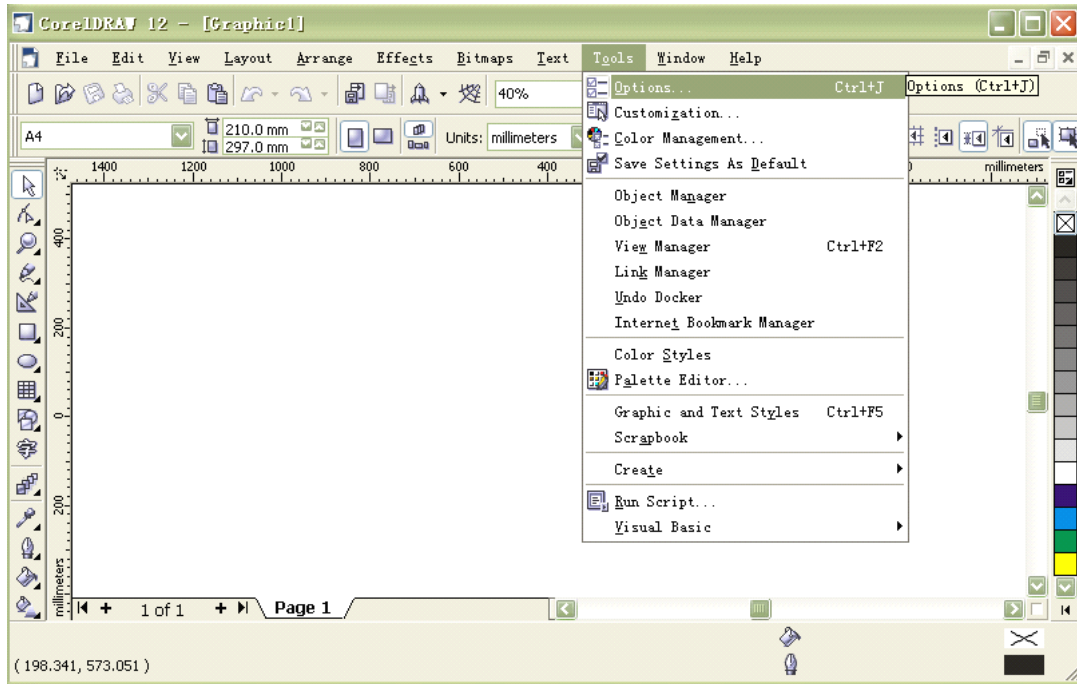 CorelDRAW 12 - [Graphic1]
File Edit View Layout Arrange Effects Bitmaps Text Tools Window Help
40%
Options... Ctrl+J
Options (Ctrl+J)
Customization...
A4
210.0 mm
297.0 mm
Units: millimeters
Color Management...
Save Settings As Default
1400 1200 1000 800 600 400 millimeters
Object Manager
Object Data Manager
View Manager Ctrl+F2
Link Manager
Undo Docker
Internet Bookmark Manager
Color Styles
Palette Editor...
Graphic and Text Styles Ctrl+F5
Scrapbook
Create
Run Script...
Visual Basic
400
200
0
200
millimeters
字
1 of 1
Page 1
( 198.341, 573.051 )